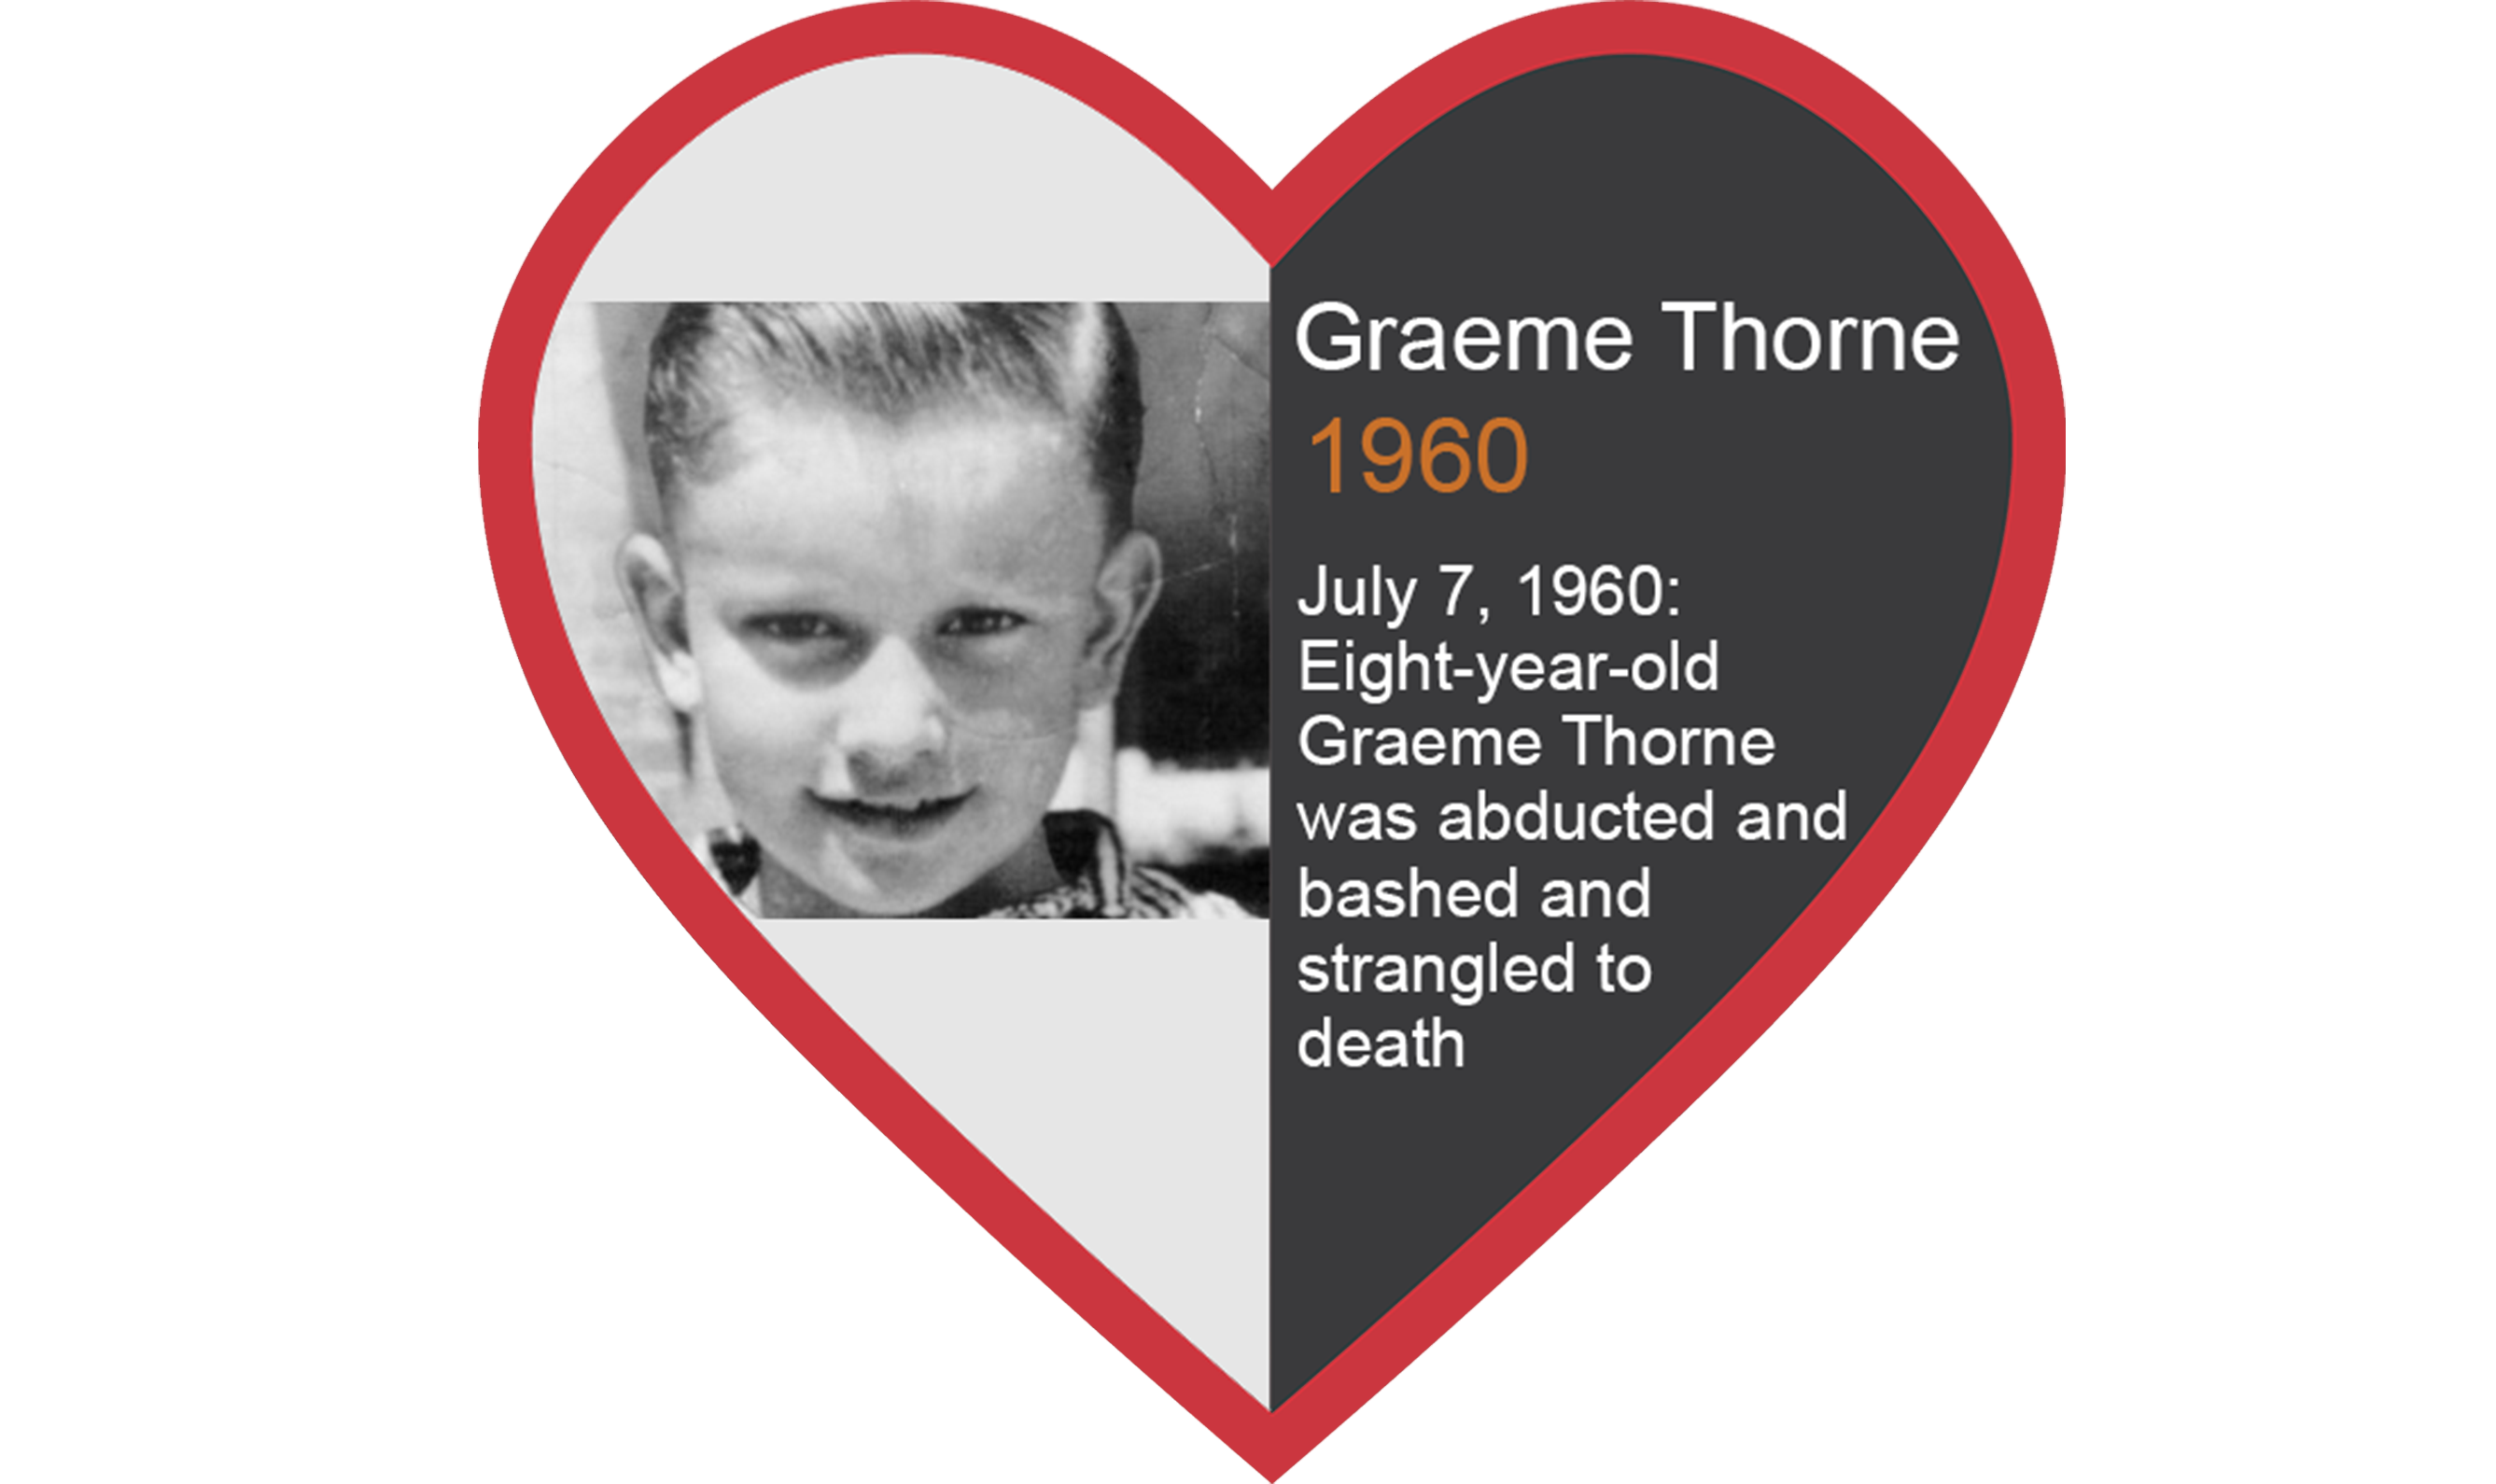 Graeme Thorne
1960
July 7, 1960:
Eight-year-old
Graeme Thorne
was abducted and
bashed and
strangled to
death